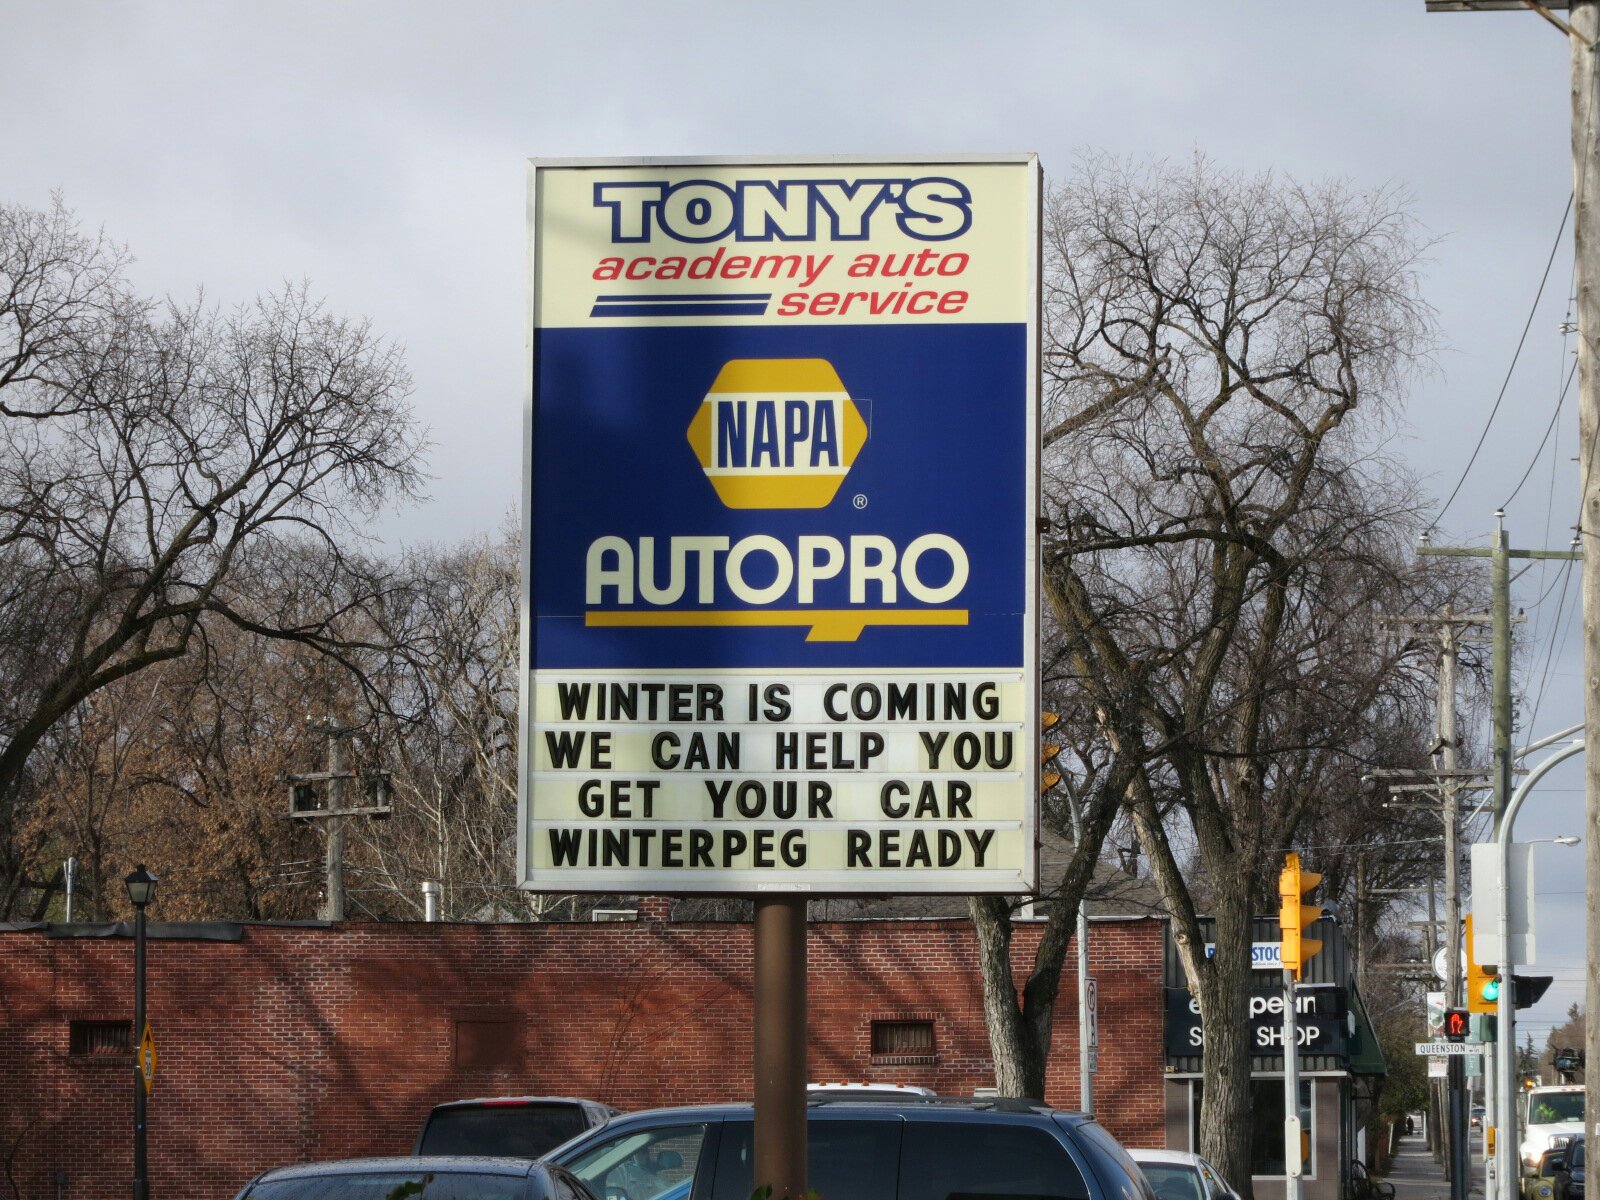 TONY'S
academy auto
service
NAPA
®
AUTOPRO
WINTER IS COMING
WE CAN HELP YOU
GET YOUR CAR
WINTERPEG READY
SHOP
QUEENSTON